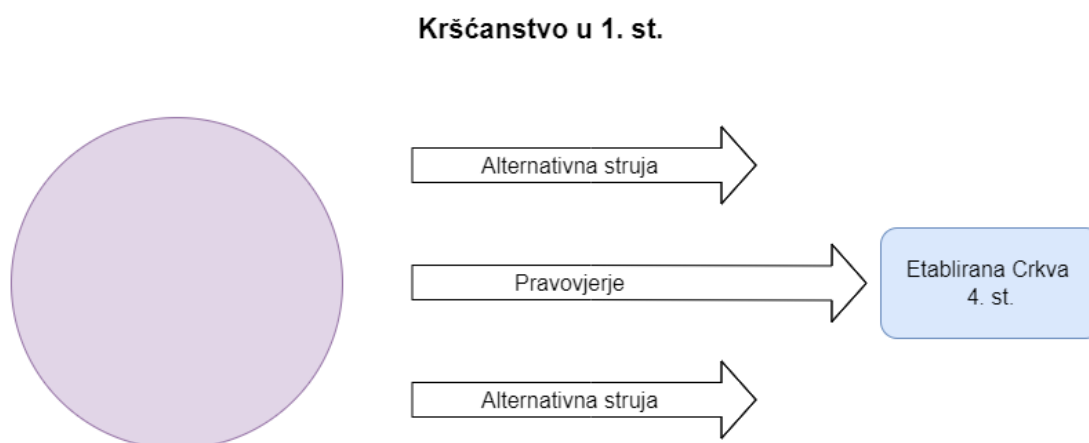 Kršćanstvo u 1. st.
Alternativna struja
Pravovjerje
Etablirana Crkva
4. st.
Alternativna struja